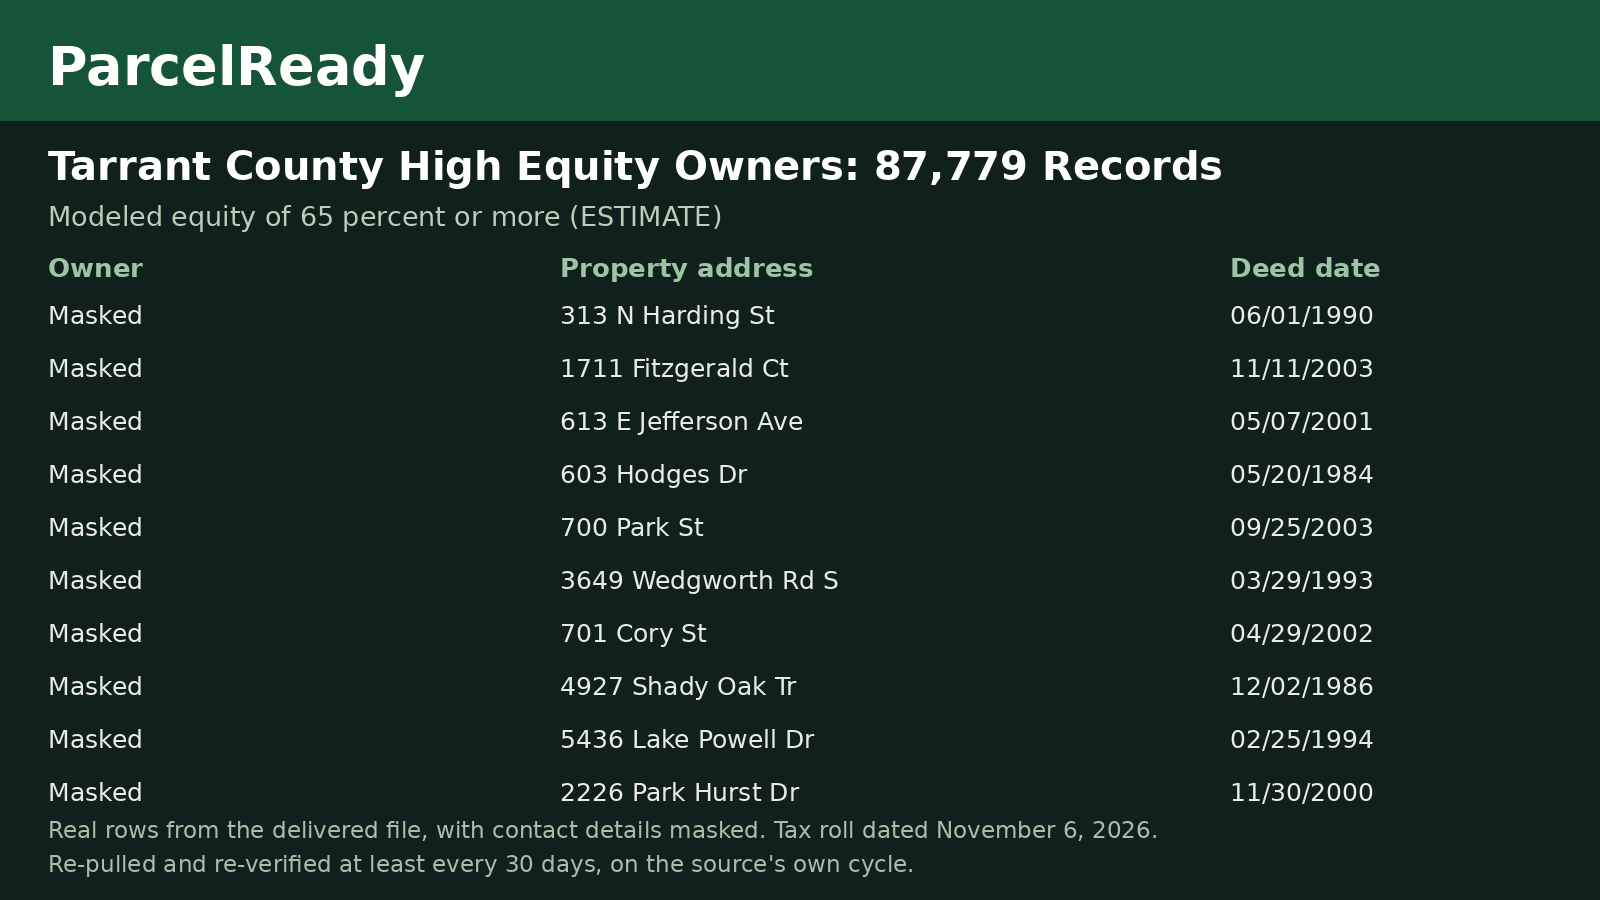 ParcelReady
Tarrant County High Equity Owners: 87,779 Records
Modeled equity of 65 percent or more (ESTIMATE)
Owner Property address Deed date
Masked 313 N Harding St 06/01/1990
Masked 1711 Fitzgerald Ct 11/11/2003
Masked 613 E Jefferson Ave 05/07/2001
Masked 603 Hodges Dr 05/20/1984
Masked 700 Park St 09/25/2003
Masked 3649 Wedgworth Rd S 03/29/1993
Masked 701 Cory St 04/29/2002
Masked 4927 Shady Oak Tr 12/02/1986
Masked 5436 Lake Powell Dr 02/25/1994
Masked 2226 Park Hurst Dr 11/30/2000
Real rows from the delivered file, with contact details masked. Tax roll dated November 6, 2026.
Re-pulled and re-verified at least every 30 days, on the source's own cycle.